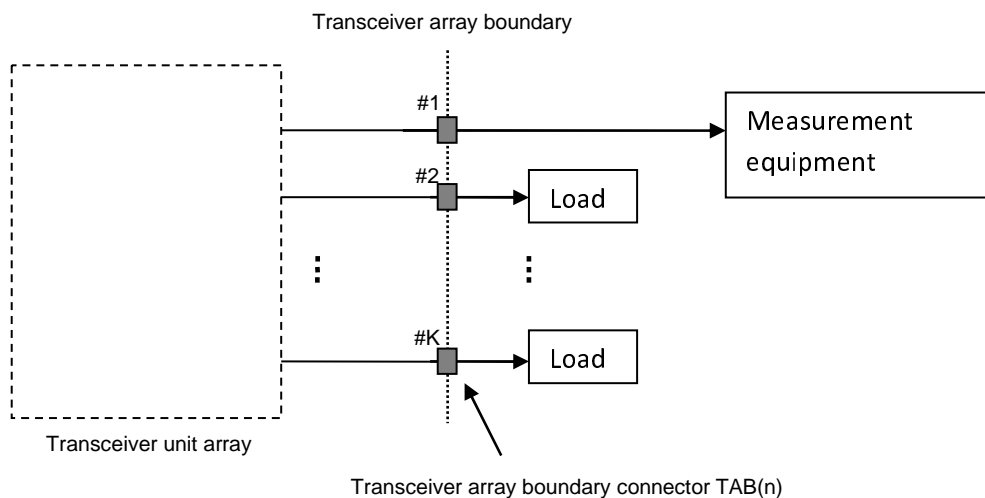 Transceiver array boundary
#1
Measurement
equipment
#2
Load
#K
Load
Transceiver unit array
Transceiver array boundary connector TAB(n)